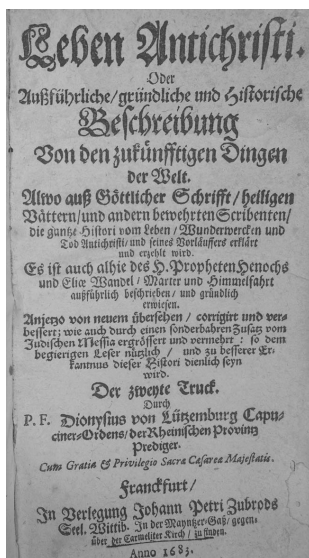 Leben Antichristi.
Oder
Außführliche/gründliche und Historische
Beschreibung
Von den zukünfftigen Dingen
der Welt.
Alwo auß Göttlicher Schrifft/heiligen
Vättern/und andern bewehrten Scribenten/
die gantze Histori vom Leben/Wunderwercken und
Tod Antichristi/und seines Vorläuffers erklärt
und erzehlt wird.
Es ist auch alhie des H. Propheten Henochs
und Eliæ Wandel/Marter und Himmelfahrt
außführlich beschrieben/und gründlich
erwiesen.
Anjetzo von neuem übersehen/corrigirt und ver-
bessert; wie auch durch einen sonderbahren Zusatz vom
Jüdischen Messia ergrössert und vermehrt: so dem
begierigen Leser nützlich/und zu besserer Er-
kantnus dieser Histori dienlich seyn
wird.
Der zweyte Truck.
Durch
P. F. Dionysius von Lützemburg Capu-
ciner-Ordens/der Rheinischen Provintz
Prediger.
Cum Gratiâ & Privilegio Sacræ Cæsareæ Majestatis.
Franckfurt/
In Verlegung Johann Petri Zubrods
Seel. Wittib. In der Mayntzer-Gaß/gegen-
über der Carmeliter Kirch/zu finden.
Anno 1683.